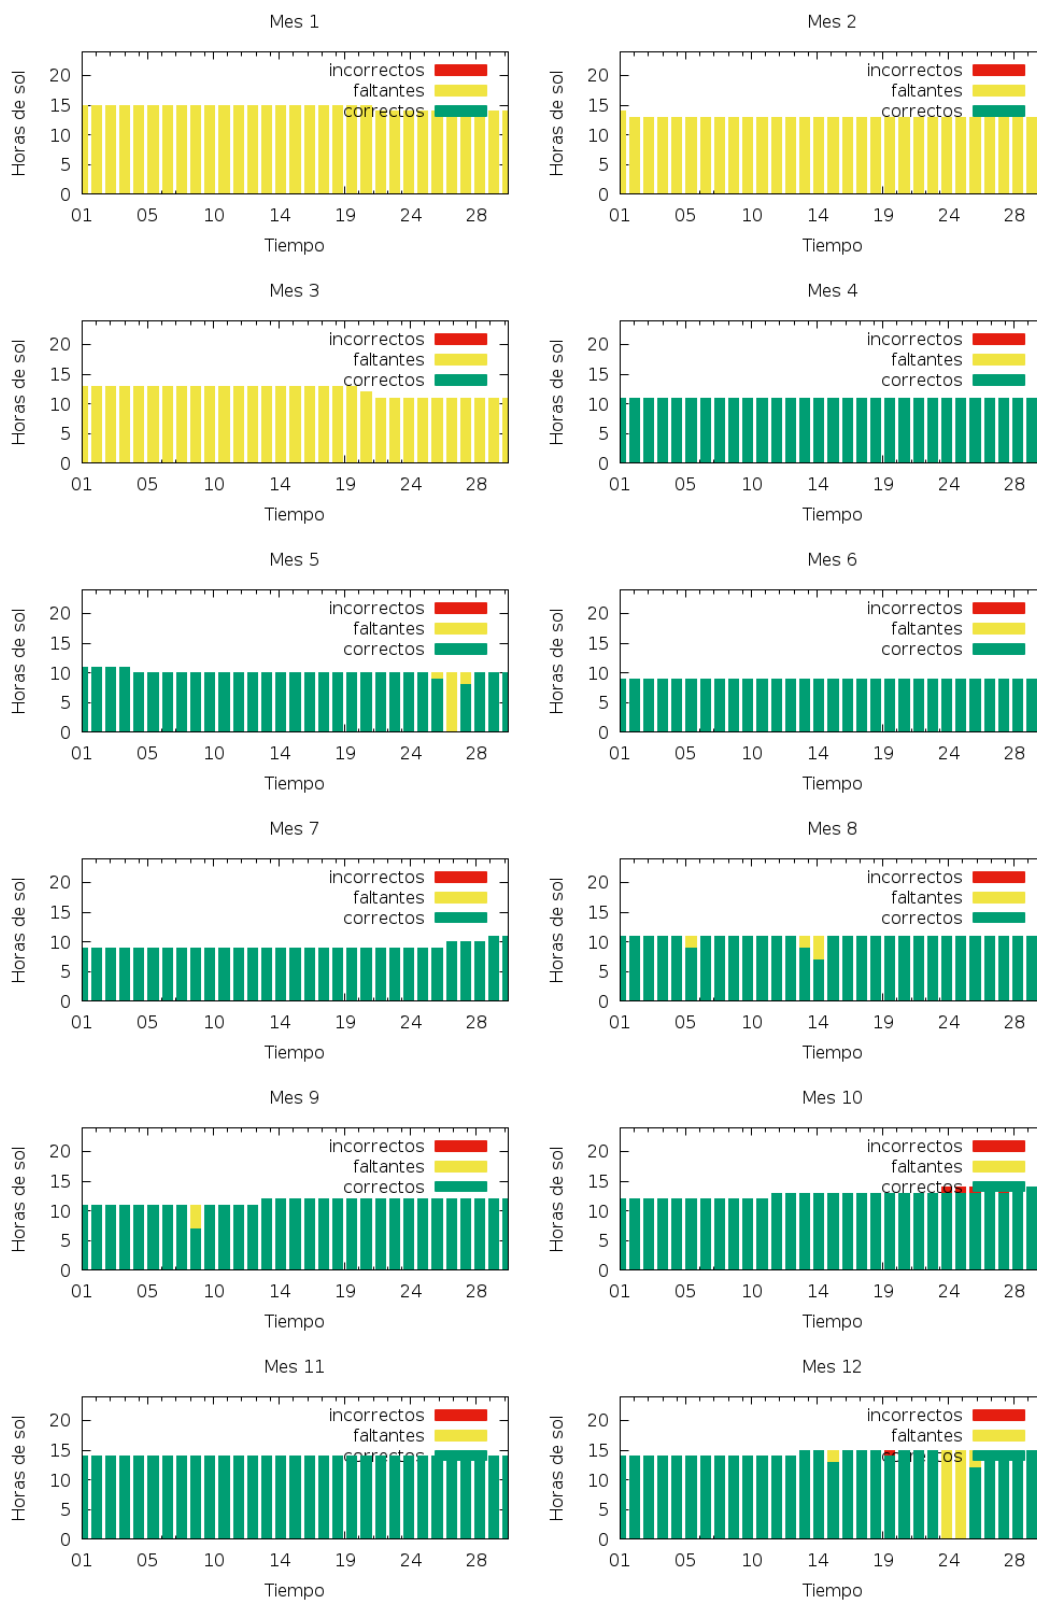 Mes 1
Horas de sol
20
15
10
5
0
incorrectos
faltantes
correctos
01 05 10 14 19 24 28
Tiempo
Mes 2
Horas de sol
20
15
10
5
0
incorrectos
faltantes
correctos
01 05 10 14 19 24 28
Tiempo
Mes 3
Horas de sol
20
15
10
5
0
incorrectos
faltantes
correctos
01 05 10 14 19 24 28
Tiempo
Mes 4
Horas de sol
20
15
10
5
0
incorrectos
faltantes
correctos
01 05 10 14 19 24 28
Tiempo
Mes 5
Horas de sol
20
15
10
5
0
incorrectos
faltantes
correctos
01 05 10 14 19 24 28
Tiempo
Mes 6
Horas de sol
20
15
10
5
0
incorrectos
faltantes
correctos
01 05 10 14 19 24 28
Tiempo
Mes 7
Horas de sol
20
15
10
5
0
incorrectos
faltantes
correctos
01 05 10 14 19 24 28
Tiempo
Mes 8
Horas de sol
20
15
10
5
0
incorrectos
faltantes
correctos
01 05 10 14 19 24 28
Tiempo
Mes 9
Horas de sol
20
15
10
5
0
incorrectos
faltantes
correctos
01 05 10 14 19 24 28
Tiempo
Mes 10
Horas de sol
20
15
10
5
0
incorrectos
faltantes
correctos
01 05 10 14 19 24 28
Tiempo
Mes 11
Horas de sol
20
15
10
5
0
incorrectos
faltantes
correctos
01 05 10 14 19 24 28
Tiempo
Mes 12
Horas de sol
20
15
10
5
0
incorrectos
faltantes
correctos
01 05 10 14 19 24 28
Tiempo